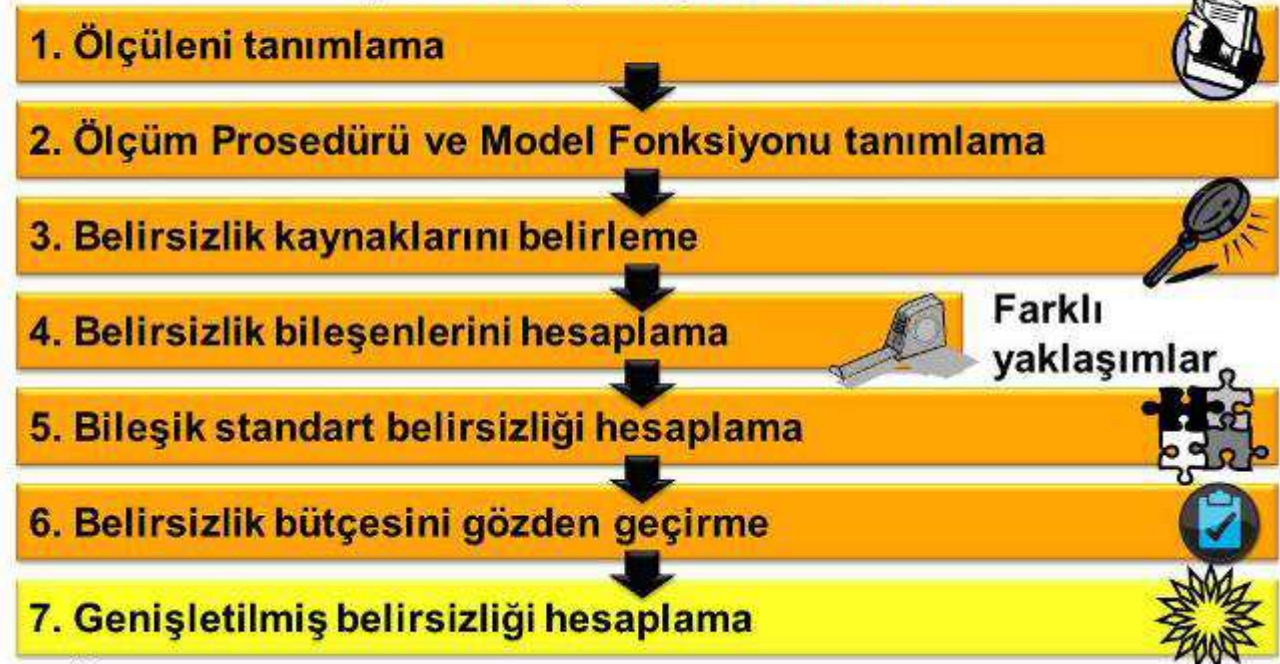 1. Ölçüleni tanımlama
2. Ölçüm Prosedürü ve Model Fonksiyonu tanımlama
3. Belirsizlik kaynaklarını belirleme
4. Belirsizlik bileşenlerini hesaplama
Farklı
yaklaşımlar
5. Bileşik standart belirsizliği hesaplama
6. Belirsizlik bütçesini gözden geçirme
7. Genişletilmiş belirsizliği hesaplama